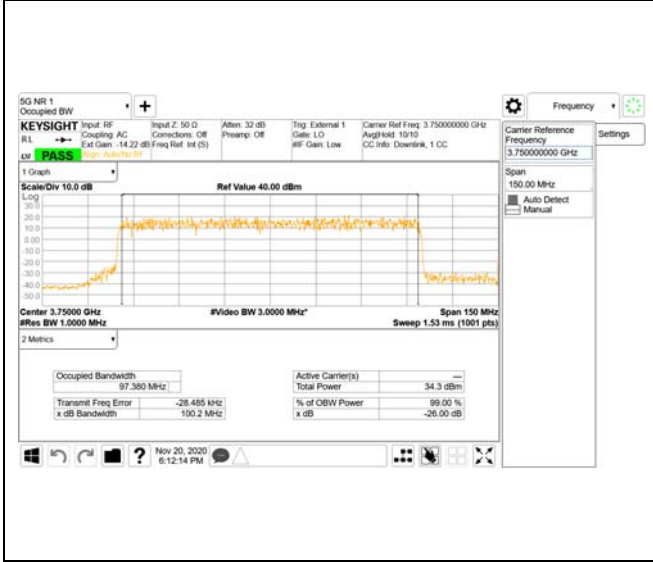 5G NR 1
Occupied BW
+
Frequency
KEYSIGHT Input: RF Input Z: 50 Ω Atten: 32 dB Trig: External 1 Carrier Ref Freq: 3.750000000 GHz
R L Coupling: AC Corrections: Off Preamp: Off Gate: LO Avg|Hold: 10/10
Ext Gain: -14.22 dB Freq Ref: Int (S) #IF Gain: Low CC Info: Downlink, 1 CC
PASS Align: Auto/No RF
Carrier Reference
Frequency
3.750000000 GHz
Settings
Span
150.00 MHz
Auto Detect
Manual
1 Graph
Scale/Div 10.0 dB Ref Value 40.00 dBm
Log
30.0
20.0
10.0
0.00
-10.0
-20.0
-30.0
-40.0
-50.0
Center 3.75000 GHz #Video BW 3.0000 MHz* Span 150 MHz
#Res BW 1.0000 MHz Sweep 1.53 ms (1001 pts)
2 Metrics
Occupied Bandwidth Active Carrier(s) ---
97.380 MHz Total Power 34.3 dBm
Transmit Freq Error -28.485 kHz % of OBW Power 99.00 %
x dB Bandwidth 100.2 MHz x dB -26.00 dB
? Nov 20, 2020
6:12:14 PM